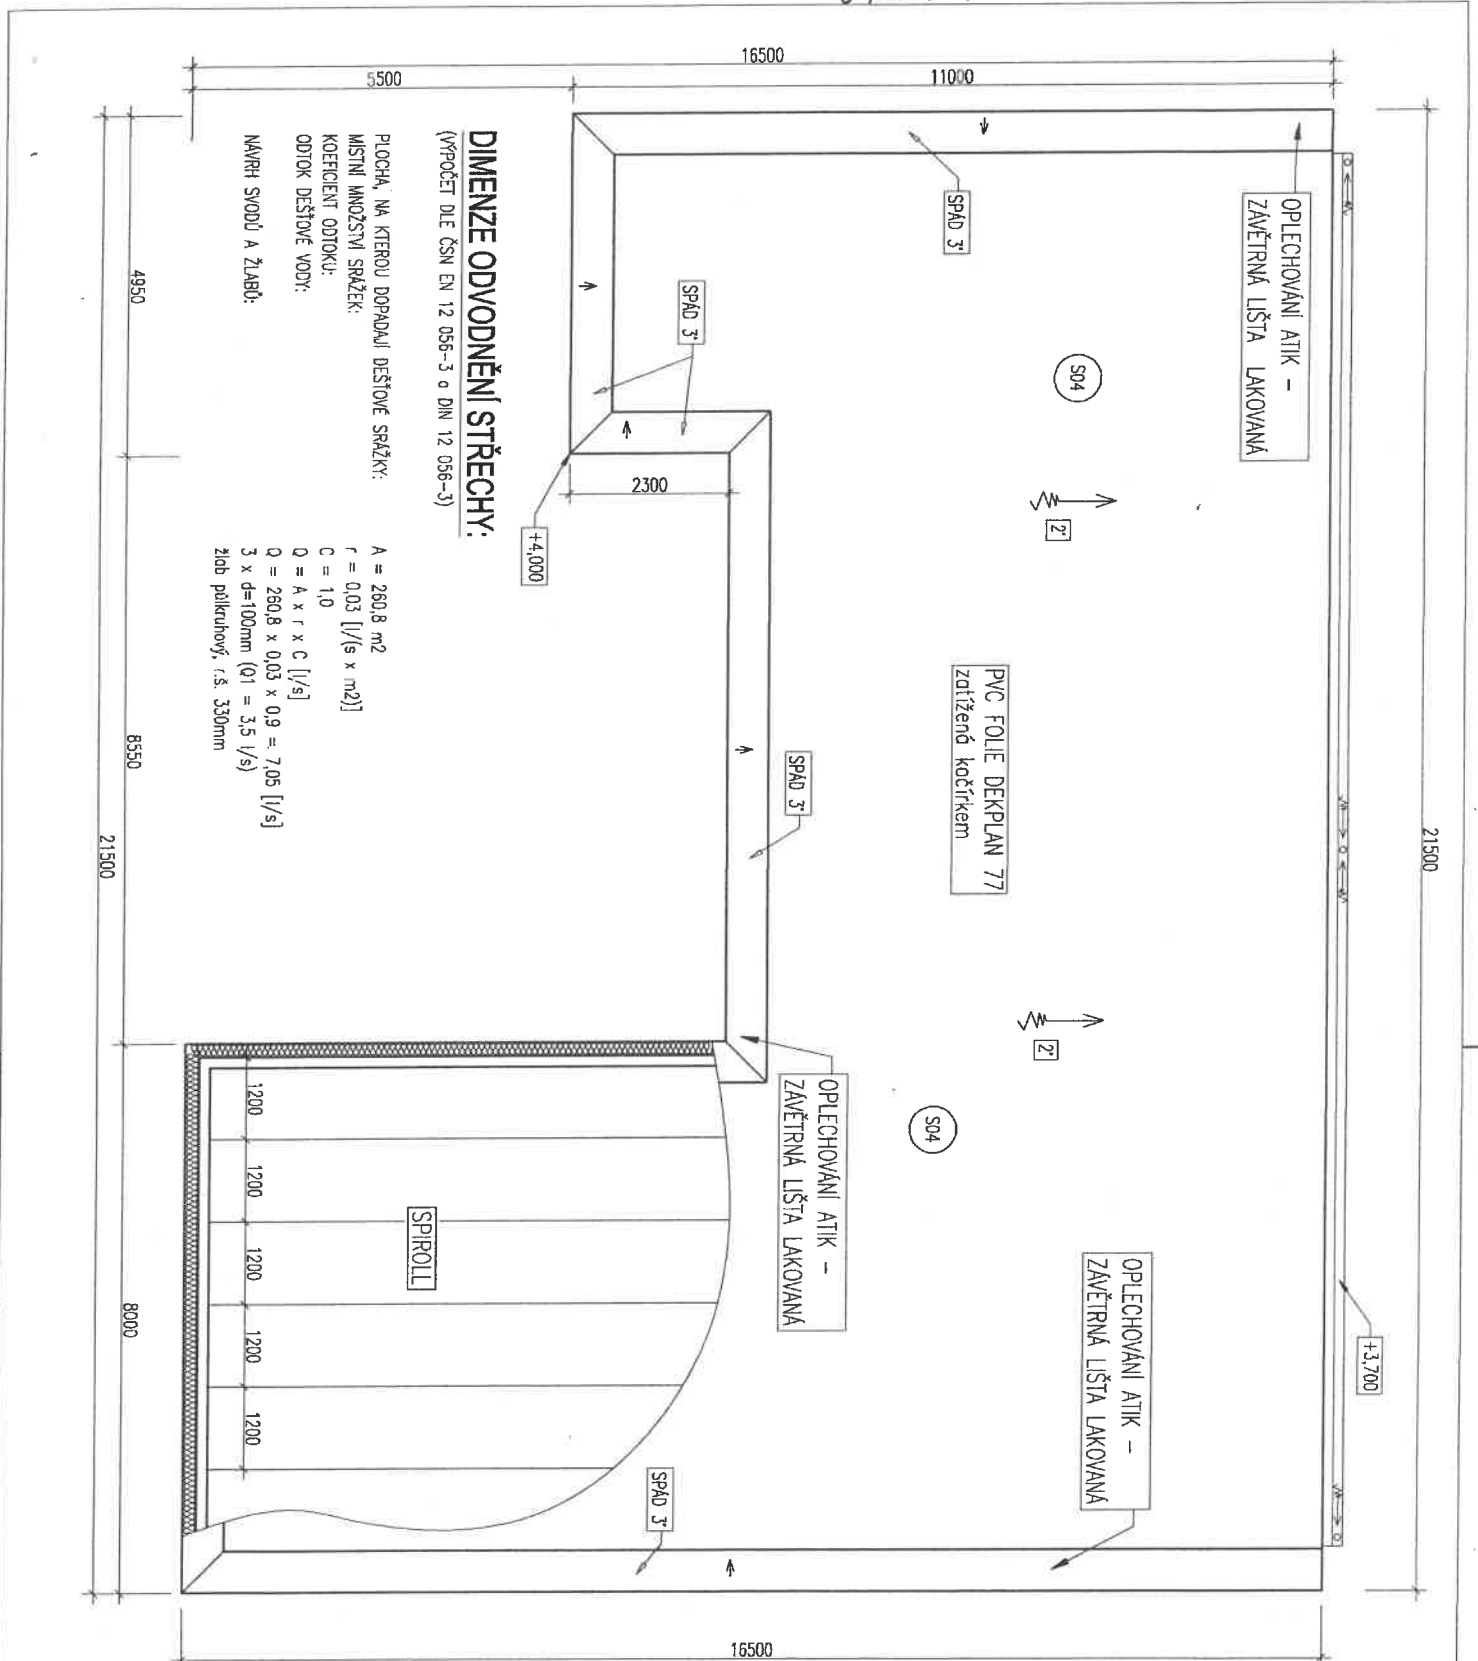 21500
+3,700
OPLECHOVÁNÍ ATIK –
ZÁVĚTRNÁ LIŠTA LAKOVANÁ
OPLECHOVÁNÍ ATIK –
ZÁVĚTRNÁ LIŠTA LAKOVANÁ
OPLECHOVÁNÍ ATIK –
ZÁVĚTRNÁ LIŠTA LAKOVANÁ
S04
S04
2°
2°
PVC FOLIE DEKPLAN 77
zatížená kačírkem
SPÁD 3°
SPÁD 3°
SPÁD 3°
SPÁD 3°
16500
11000
5500
2300
+4,000
16500
SPIROLL
1200
1200
1200
1200
1200
DIMENZE ODVODNĚNÍ STŘECHY:
(VÝPOČET DLE ČSN EN 12 056-3 a DIN 12 056-3)
PLOCHA, NA KTEROU DOPADAJÍ DEŠŤOVÉ SRÁŽKY: A = 260,8 m2
MÍSTNÍ MNOŽSTVÍ SRÁŽEK: r = 0,03 [l/(s x m2)]
KOEFICIENT ODTOKU: C = 1,0
ODTOK DEŠŤOVÉ VODY: Q = A x r x C [l/s]
Q = 260,8 x 0,03 x 0,9 = 7,05 [l/s]
NÁVRH SVODŮ A ŽLABŮ: 3 x d=100mm (Q1 = 3,5 l/s)
žlab půlkruhový, r.š. 330mm
4950
8550
8000
21500